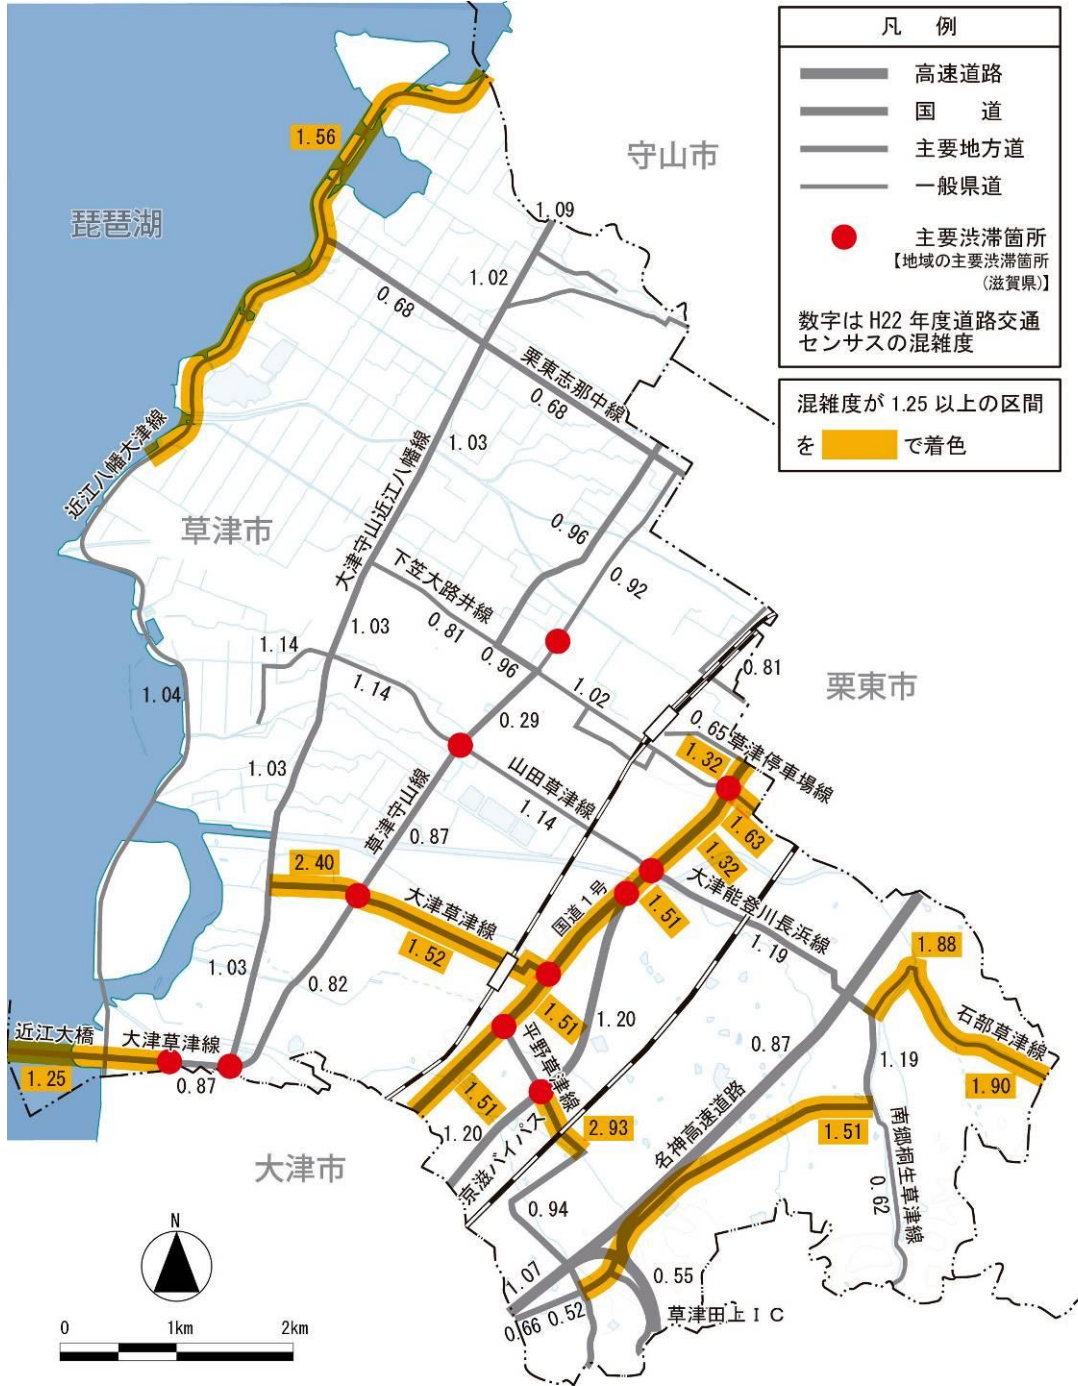 凡　例
高速道路
国　道
主要地方道
一般県道
主要渋滞箇所
【地域の主要渋滞箇所
（滋賀県）】
数字は H22 年度道路交通
センサスの混雑度
混雑度が 1.25 以上の区間
を で着色
1.56
守山市
琵琶湖
1.09
1.02
0.68
栗東志那中線
0.68
1.03
近江八幡大津線
大津守山近江八幡線
草津市
0.96
0.92
下笠大路井線
0.81
1.03
1.14
0.96
0.81
1.14
1.02
栗東市
1.04
0.29
0.65
草津停車場線
1.32
1.03
山田草津線
草津守山線
1.14
1.63
0.87
1.32
2.40
大津能登川長浜線
国道1号
大津草津線
1.51
1.52
1.19
1.88
1.03
0.82
1.51
1.20
石部草津線
近江大橋
大津草津線
平野草津線
0.87
1.19
1.25
0.87
1.90
1.51
1.20
2.93
1.51
名神高速道路
南郷桐生草津線
大津市
京滋バイパス
0.62
0.94
N
1.07
0.55
0.66
0.52
草津田上ＩＣ
0
1km
2km